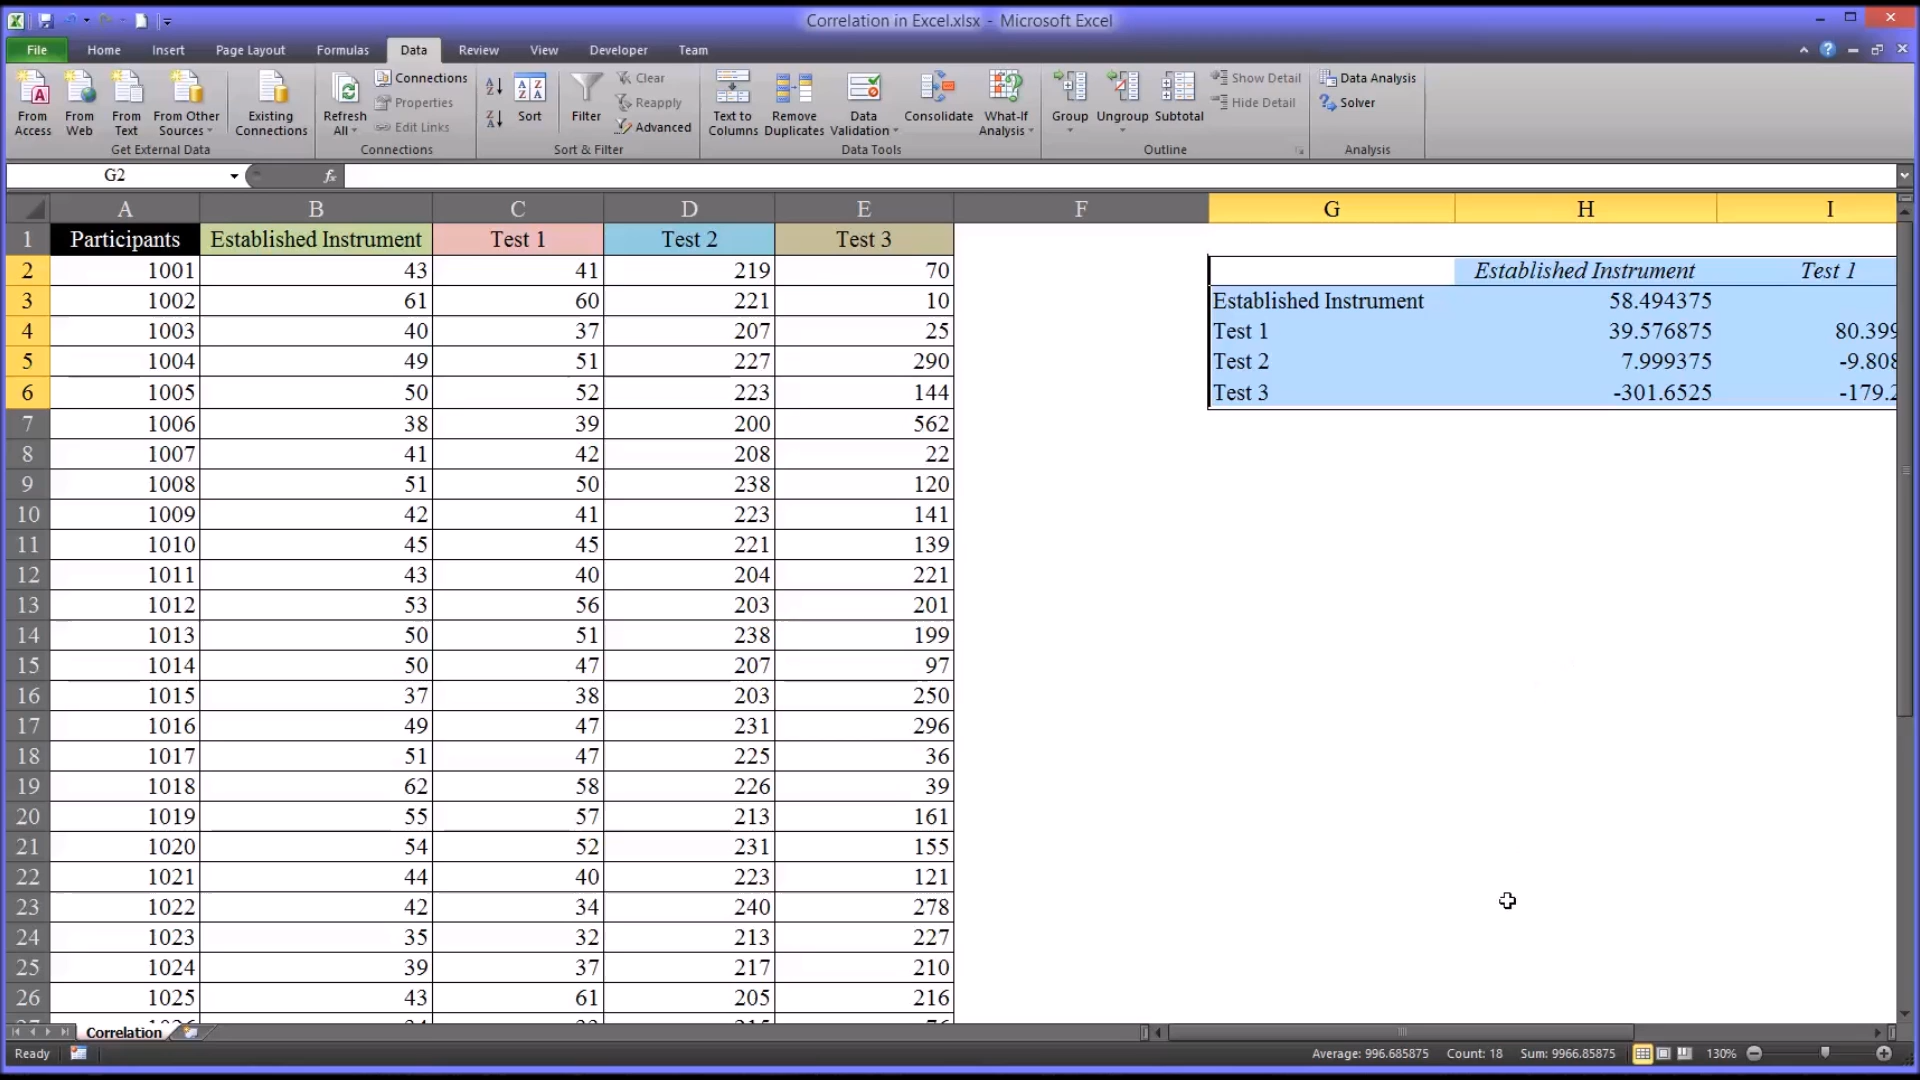 Correlation in Excel.xlsx - Microsoft Excel
File Home Insert Page Layout Formulas Data Review View Developer Team
From Access From Web From Text From Other Sources Existing Connections Refresh All Connections Properties Edit Links Sort Filter Clear Reapply Advanced Text to Columns Remove Duplicates Data Validation Consolidate What-If Analysis Group Ungroup Subtotal Show Detail Hide Detail Data Analysis Solver
Get External Data Connections Sort & Filter Data Tools Outline Analysis
G2 fx
A B C D E F G H I
1 Participants Established Instrument Test 1 Test 2 Test 3
2 1001 43 41 219 70 Established Instrument Test 1
3 1002 61 60 221 10 Established Instrument 58.494375
4 1003 40 37 207 25 Test 1 39.576875 80.399
5 1004 49 51 227 290 Test 2 7.999375 -9.808
6 1005 50 52 223 144 Test 3 -301.6525 -179.2
7 1006 38 39 200 562
8 1007 41 42 208 22
9 1008 51 50 238 120
10 1009 42 41 223 141
11 1010 45 45 221 139
12 1011 43 40 204 221
13 1012 53 56 203 201
14 1013 50 51 238 199
15 1014 50 47 207 97
16 1015 37 38 203 250
17 1016 49 47 231 296
18 1017 51 47 225 36
19 1018 62 58 226 39
20 1019 55 57 213 161
21 1020 54 52 231 155
22 1021 44 40 223 121
23 1022 42 34 240 278
24 1023 35 32 213 227
25 1024 39 37 217 210
26 1025 43 61 205 216
Correlation
Ready Average: 996.685875 Count: 18 Sum: 9966.85875 130%